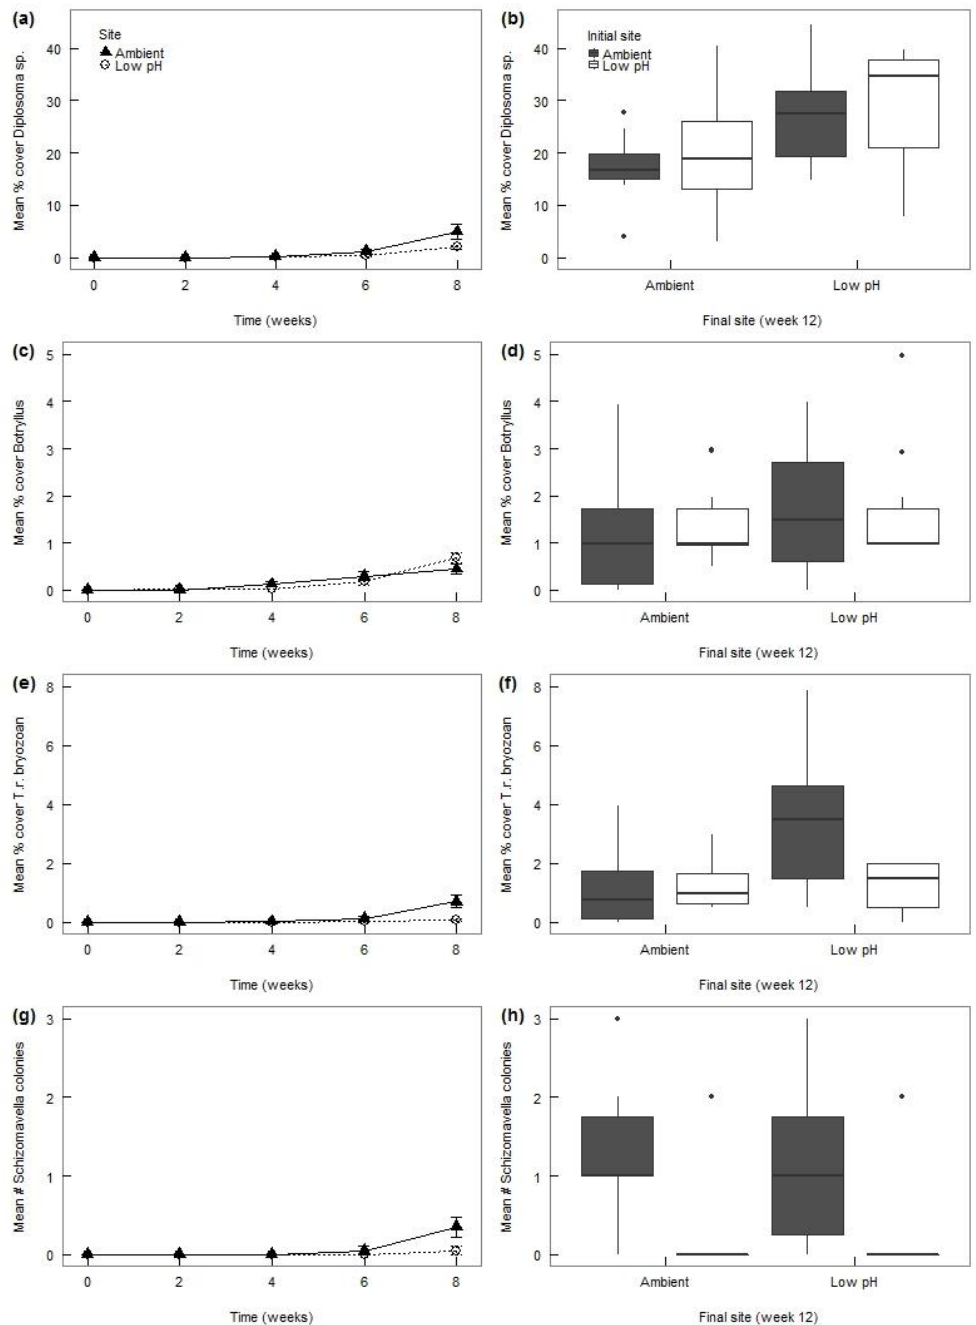 (a)
Mean % cover Diplosoma sp.
Site
Ambient
Low pH
40
30
20
10
0
0 2 4 6 8
Time (weeks)
(b)
Mean % cover Diplosoma sp.
Initial site
Ambient
Low pH
40
30
20
10
0
Ambient Low pH
Final site (week 12)
(c)
Mean % cover Botryllus
5
4
3
2
1
0
0 2 4 6 8
Time (weeks)
(d)
Mean % cover Botryllus
5
4
3
2
1
0
Ambient Low pH
Final site (week 12)
(e)
Mean % cover T.r. bryozoan
8
6
4
2
0
0 2 4 6 8
Time (weeks)
(f)
Mean % cover T.r. bryozoan
8
6
4
2
0
Ambient Low pH
Final site (week 12)
(g)
Mean # Schizomavella colonies
3
2
1
0
0 2 4 6 8
Time (weeks)
(h)
Mean # Schizomavella colonies
3
2
1
0
Ambient Low pH
Final site (week 12)